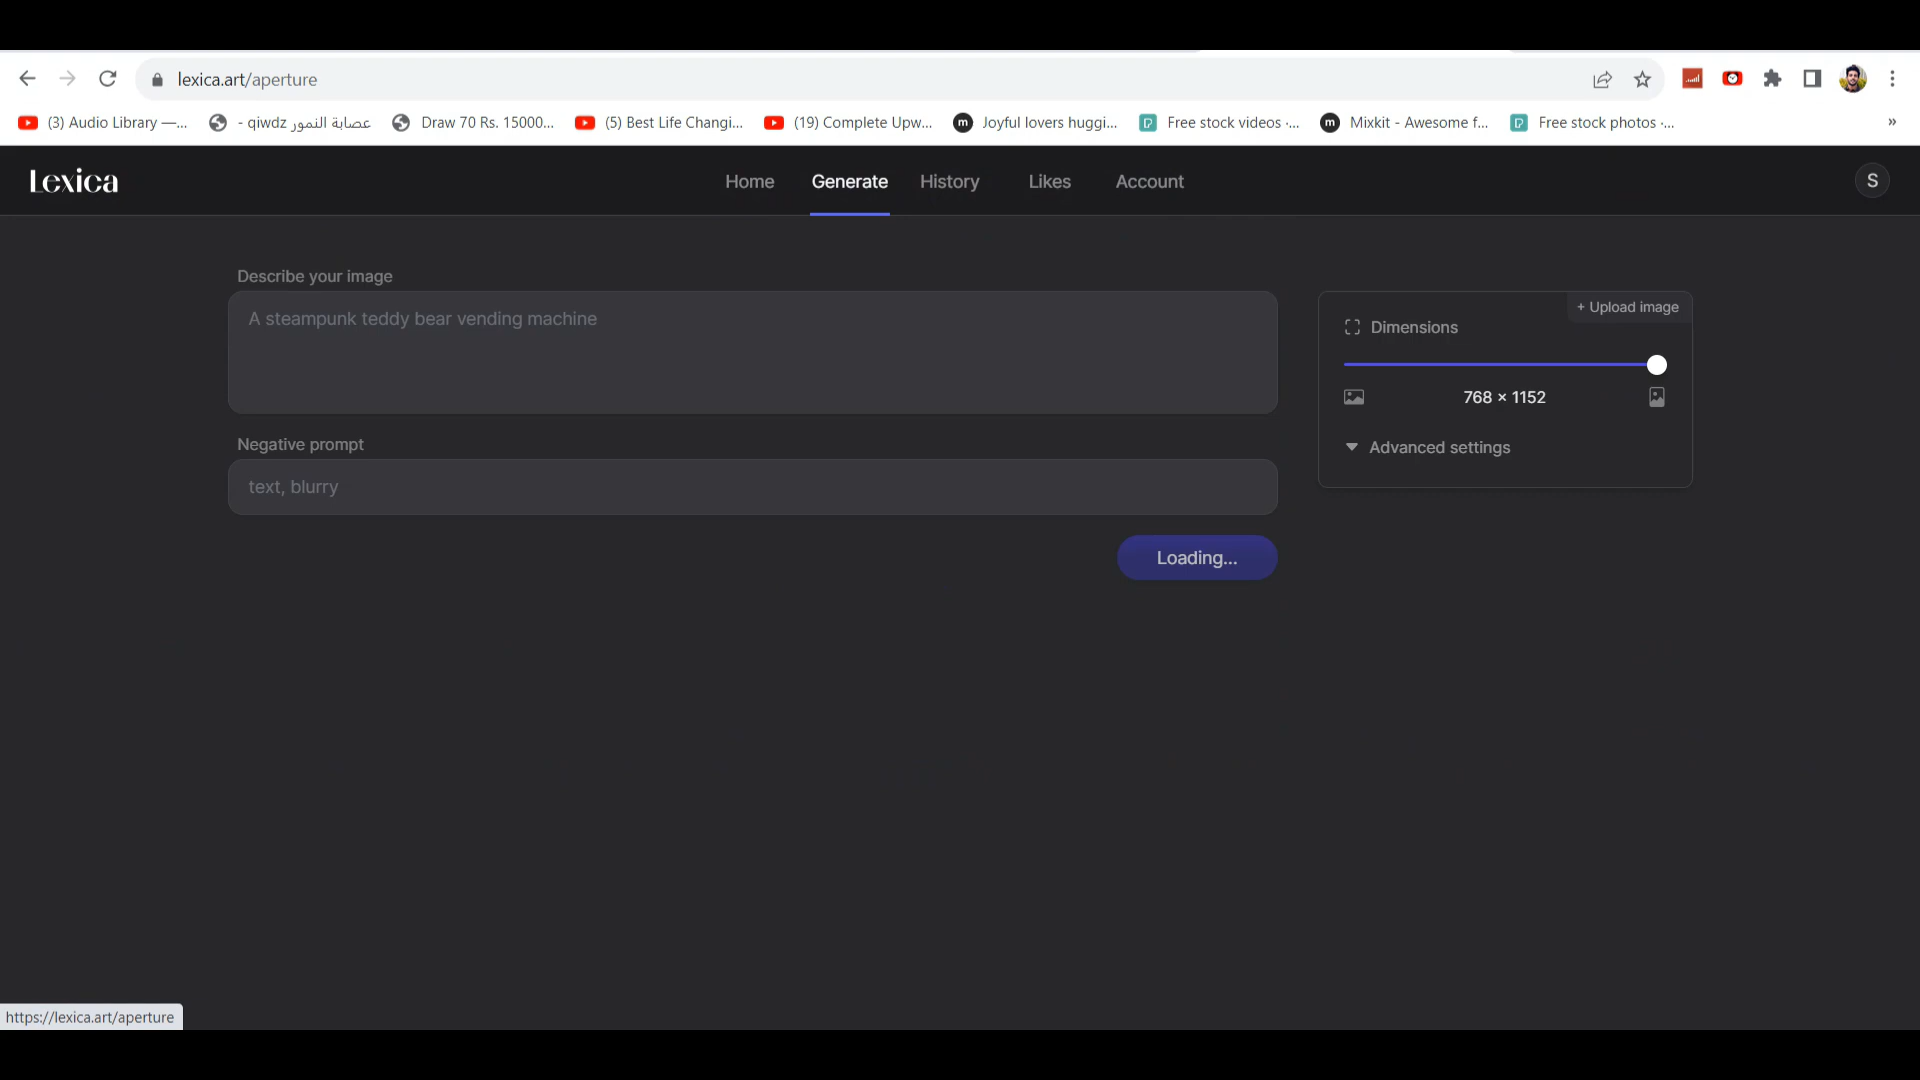 lexica.art/aperture
(3) Audio Library —...
- qiwdz عصابة النمور
Draw 70 Rs. 15000...
(5) Best Life Changi...
(19) Complete Upw...
Joyful lovers huggi...
Free stock videos ·...
Mixkit - Awesome f...
Free stock photos ·...
»
Lexica
Home
Generate
History
Likes
Account
S
Describe your image
A steampunk teddy bear vending machine
+ Upload image
Dimensions
768 × 1152
Negative prompt
text, blurry
Advanced settings
Loading...
https://lexica.art/aperture